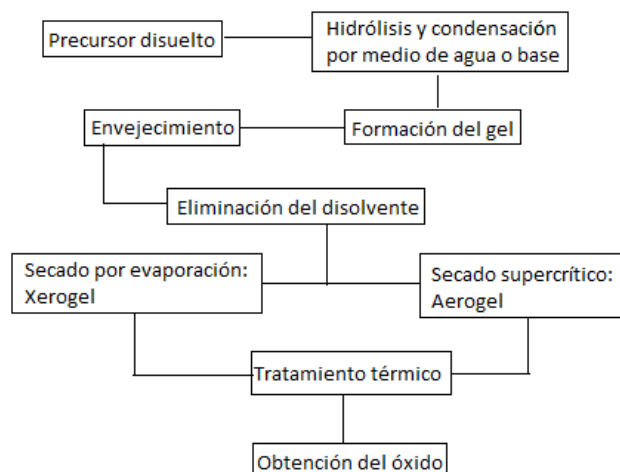 Precursor disuelto
Hidrólisis y condensación
por medio de agua o base
Envejecimiento
Formación del gel
Eliminación del disolvente
Secado por evaporación:
Xerogel
Secado supercrítico:
Aerogel
Tratamiento térmico
Obtención del óxido